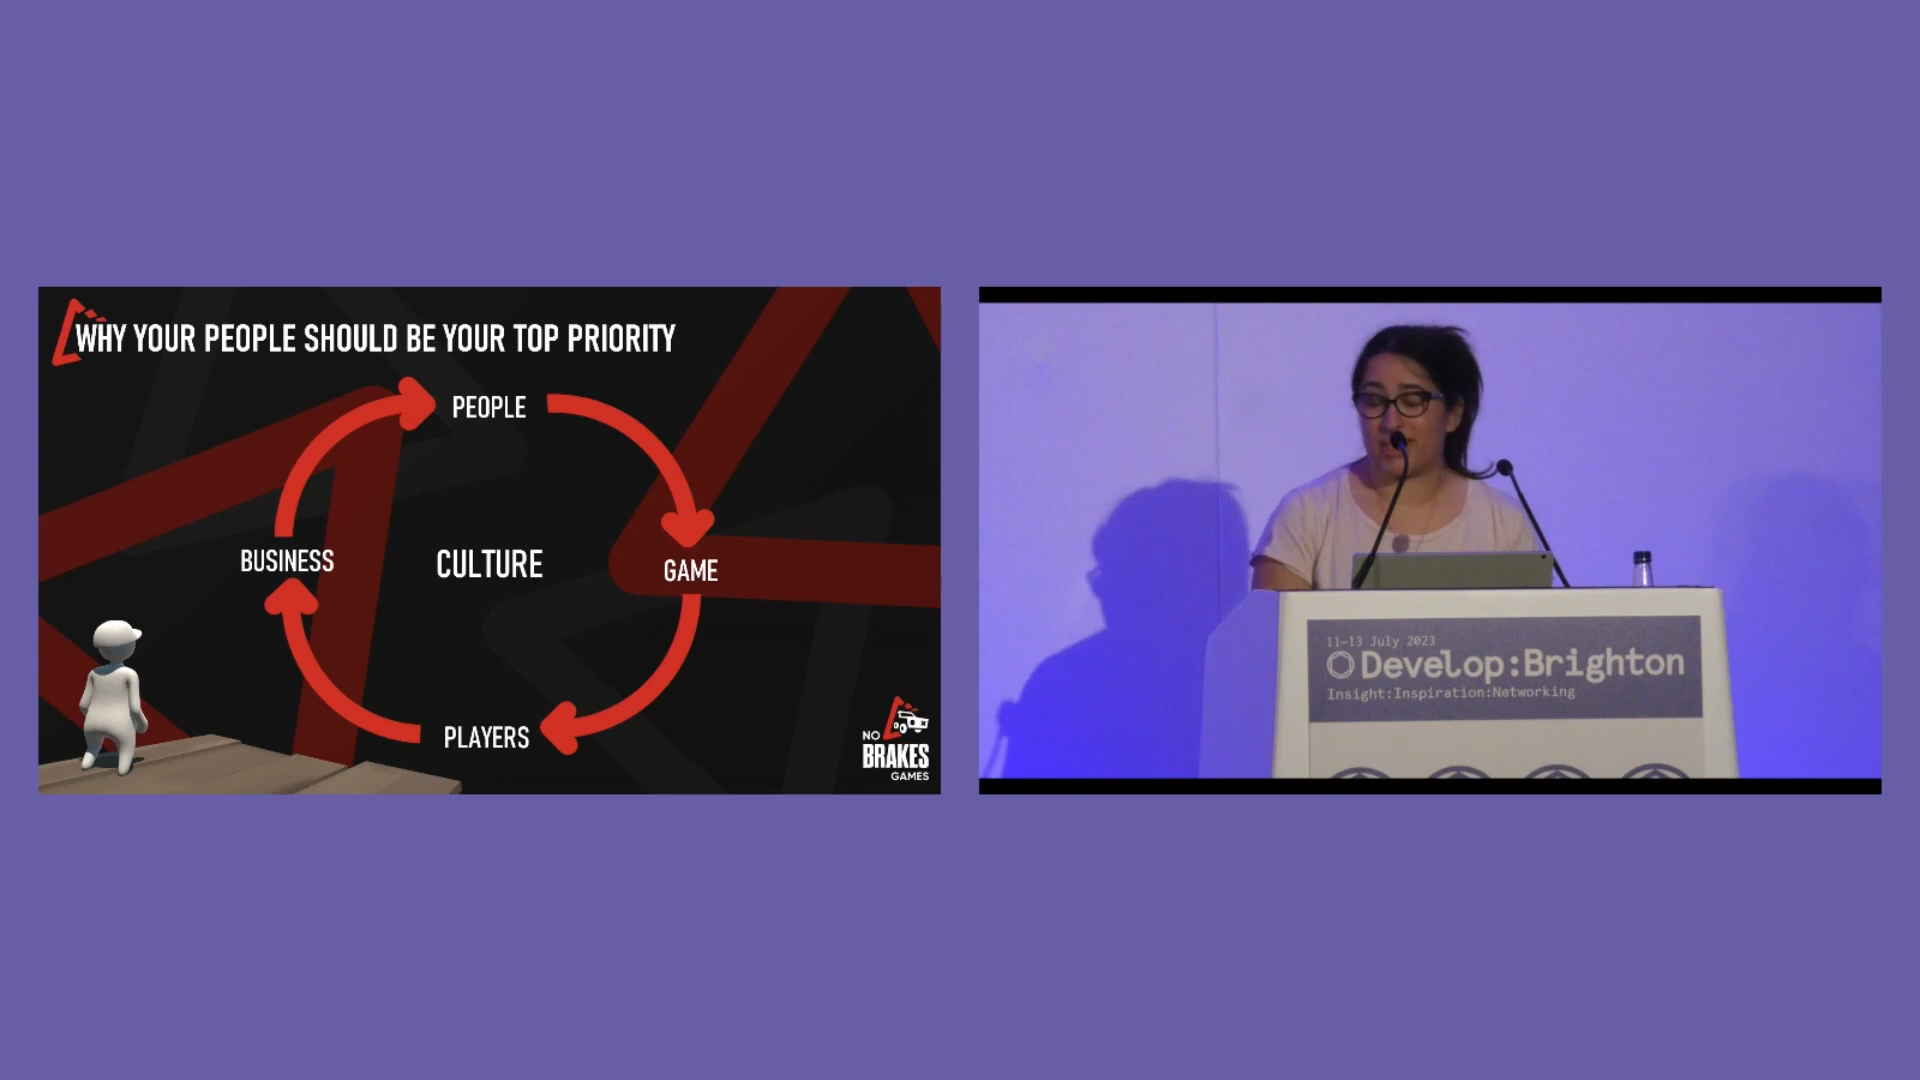 WHY YOUR PEOPLE SHOULD BE YOUR TOP PRIORITY
PEOPLE
BUSINESS
CULTURE
GAME
PLAYERS
NO
BRAKES
GAMES
11–13 July 2023
Develop:Brighton
Insight:Inspiration:Networking